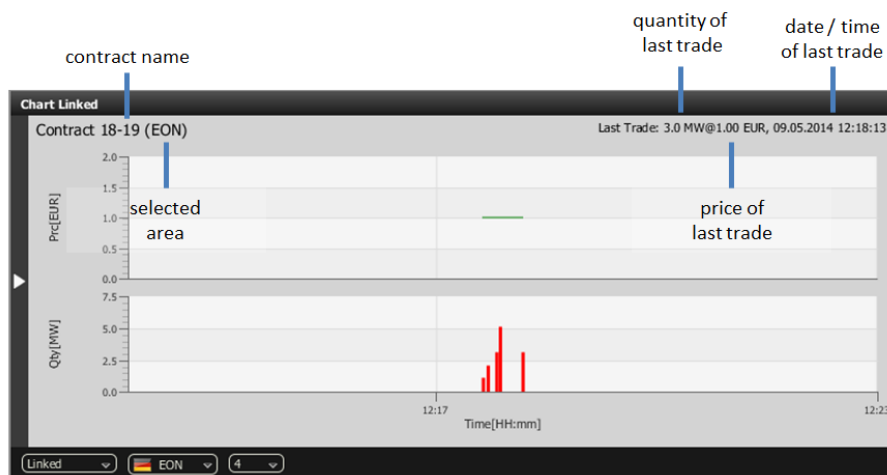 quantity of
last trade
date / time
of last trade
contract name
Chart Linked
Contract 18-19 (EON)
Last Trade: 3.0 MW@1.00 EUR, 09.05.2014 12:18:13
2.0
1.5
1.0
0.5
0.0
Prc[EUR]
selected
area
price of
last trade
7.5
5.0
2.5
0.0
Qty[MW]
12:17
12:23
Time[HH:mm]
Linked
EON
4